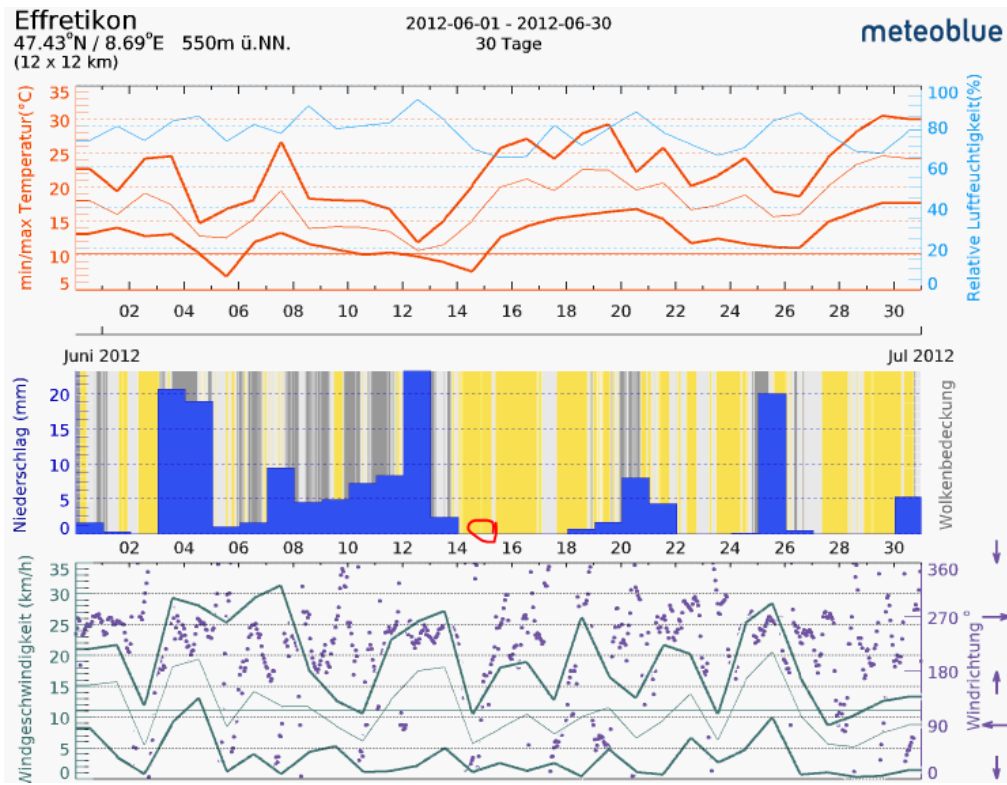 Effretikon
47.43°N / 8.69°E 550m ü.NN.
(12 x 12 km)
2012-06-01 - 2012-06-30
30 Tage
meteoblue
min/max Temperatur(°C)
35
30
25
20
15
10
5
100
80
60
40
20
0
Relative Luftfeuchtigkeit(%)
02 04 06 08 10 12 14 16 18 20 22 24 26 28 30
Juni 2012
Jul 2012
Niederschlag (mm)
20
15
10
5
0
Wolkenbedeckung
02 04 06 08 10 12 14 16 18 20 22 24 26 28 30
Windgeschwindigkeit (km/h)
35
30
25
20
15
10
5
0
360
270
180
90
0
Windrichtung °